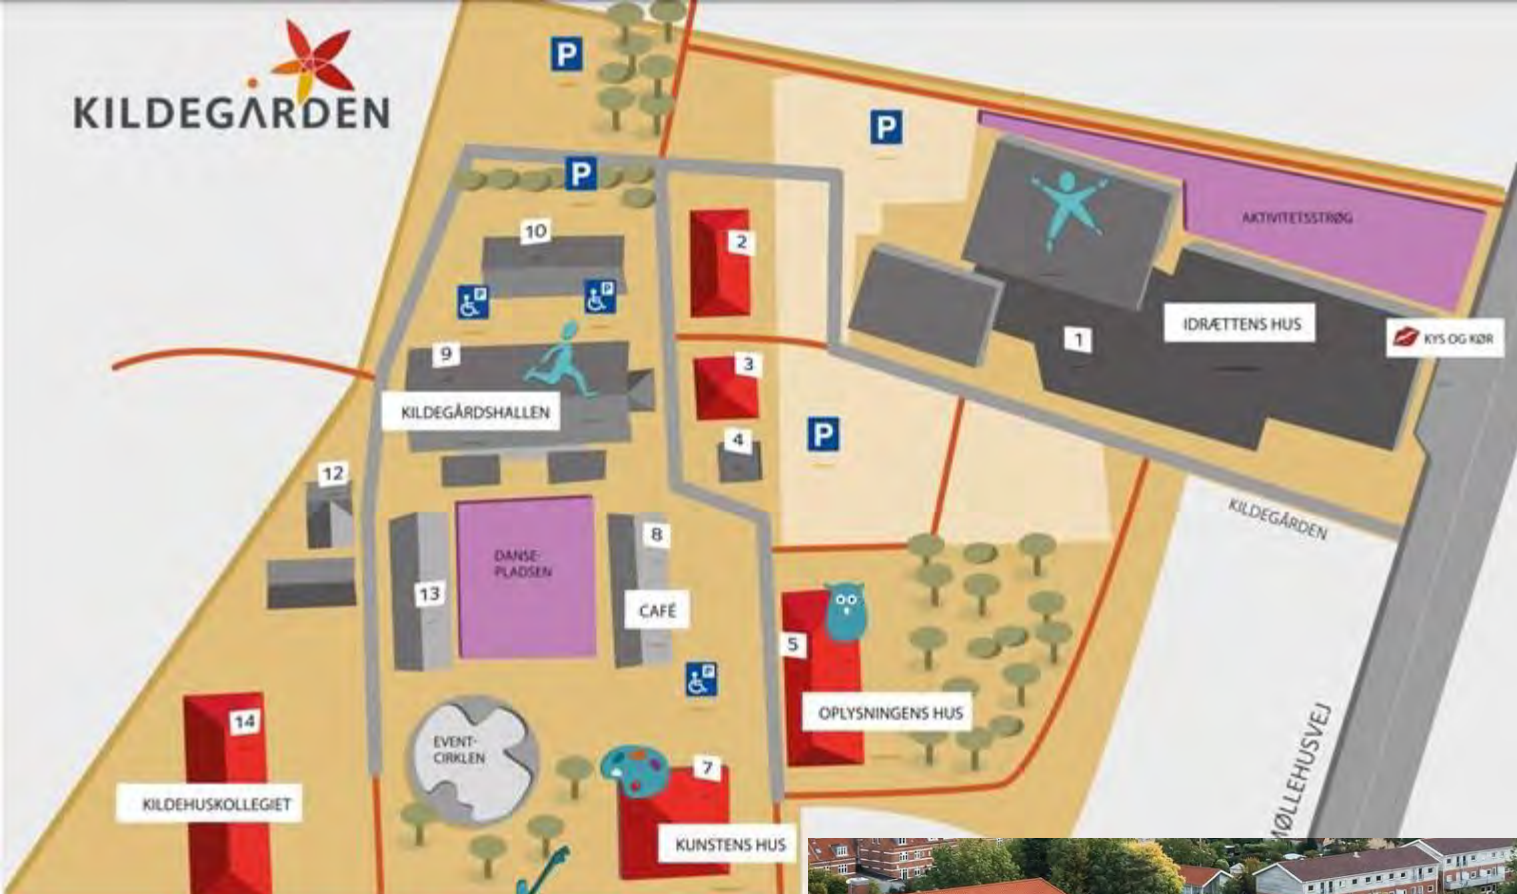 KILDEGÅRDEN
P
P
P
AKTIVITETSSTRØG
10
2
P
P
IDRÆTTENS HUS
1
KYS OG KØR
9
3
KILDEGÅRDSHALLEN
P
4
12
KILDEGÅRDEN
8
DANSE-
PLADSEN
13
CAFÉ
5
P
14
OPLYSNINGENS HUS
EVENT-
CIRKLEN
7
MØLLEHUSVEJ
KILDEHUSKOLLEGIET
KUNSTENS HUS